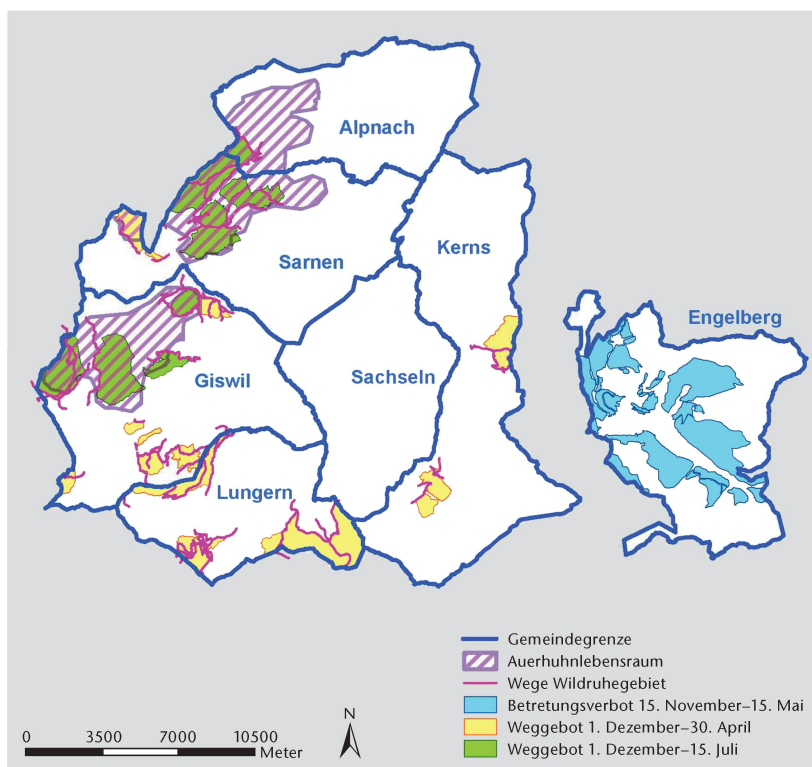 Alpnach
Kerns
Sarnen
Engelberg
Giswil
Sachseln
Lungern
Gemeindegrenze
Auerhuhnlebensraum
Wege Wildruhegebiet
Betretungsverbot 15. November–15. Mai
Weggebot 1. Dezember–30. April
Weggebot 1. Dezember–15. Juli
N
0 3500 7000 10500
Meter